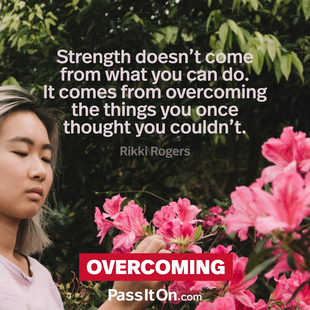 Strength doesn't come
from what you can do.
It comes from overcoming
the things you once
thought you couldn't.
Rikki Rogers
OVERCOMING
PassItOn.com